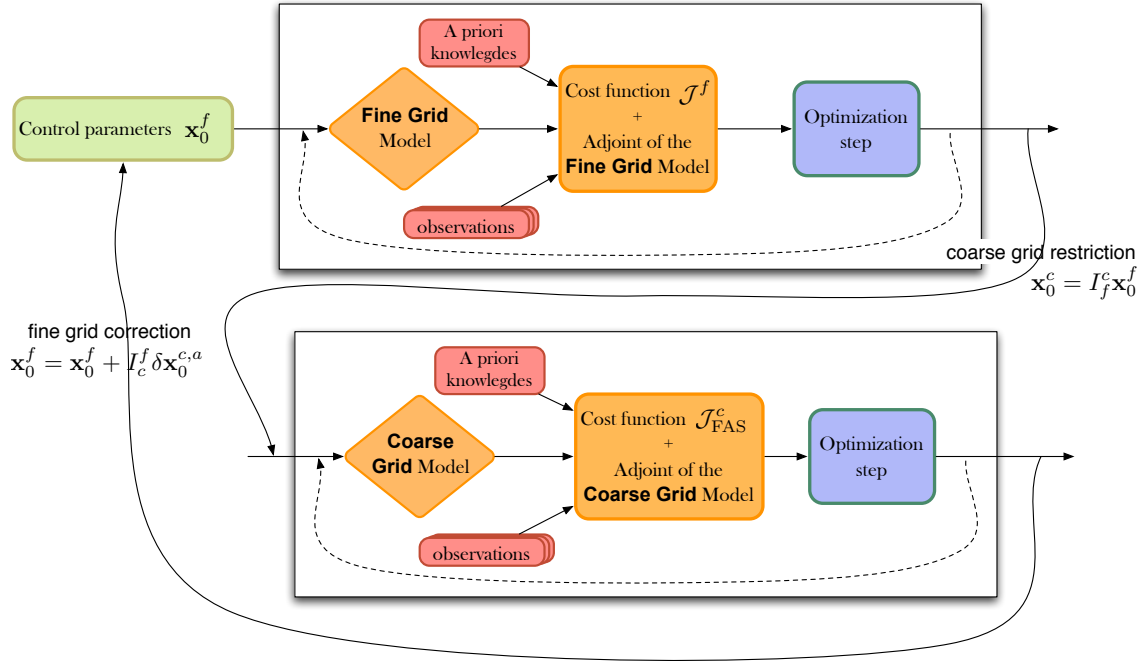 A priori
knowlegdes
Control parameters $\mathbf{x}_0^f$
Fine Grid
Model
Cost function $\mathcal{J}^f$
+
Adjoint of the
Fine Grid Model
Optimization
step
observations
coarse grid restriction
$\mathbf{x}_0^c = I_f^c \mathbf{x}_0^f$
fine grid correction
$\mathbf{x}_0^f = \mathbf{x}_0^f + I_c^f \delta \mathbf{x}_0^{c,a}$
A priori
knowlegdes
Coarse
Grid Model
Cost function $\mathcal{J}_{\mathrm{FAS}}^c$
+
Adjoint of the
Coarse Grid Model
Optimization
step
observations